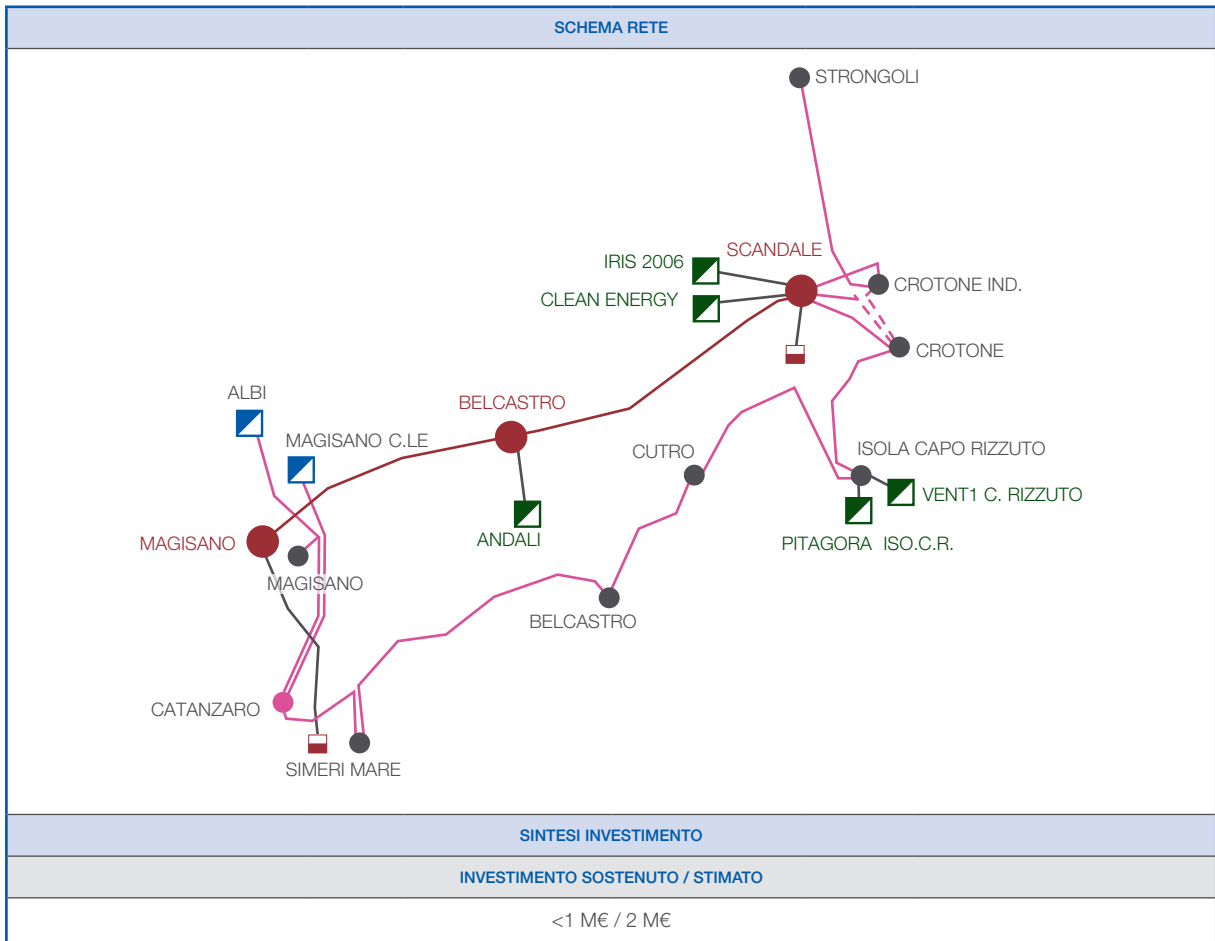 SCHEMA RETE
STRONGOLI
SCANDALE
IRIS 2006
CROTONE IND.
CLEAN ENERGY
CROTONE
ALBI
BELCASTRO
MAGISANO C.LE
CUTRO
ISOLA CAPO RIZZUTO
VENT1 C. RIZZUTO
ANDALI
MAGISANO
PITAGORA ISO.C.R.
MAGISANO
BELCASTRO
CATANZARO
SIMERI MARE
SINTESI INVESTIMENTO
INVESTIMENTO SOSTENUTO / STIMATO
<1 M€ / 2 M€